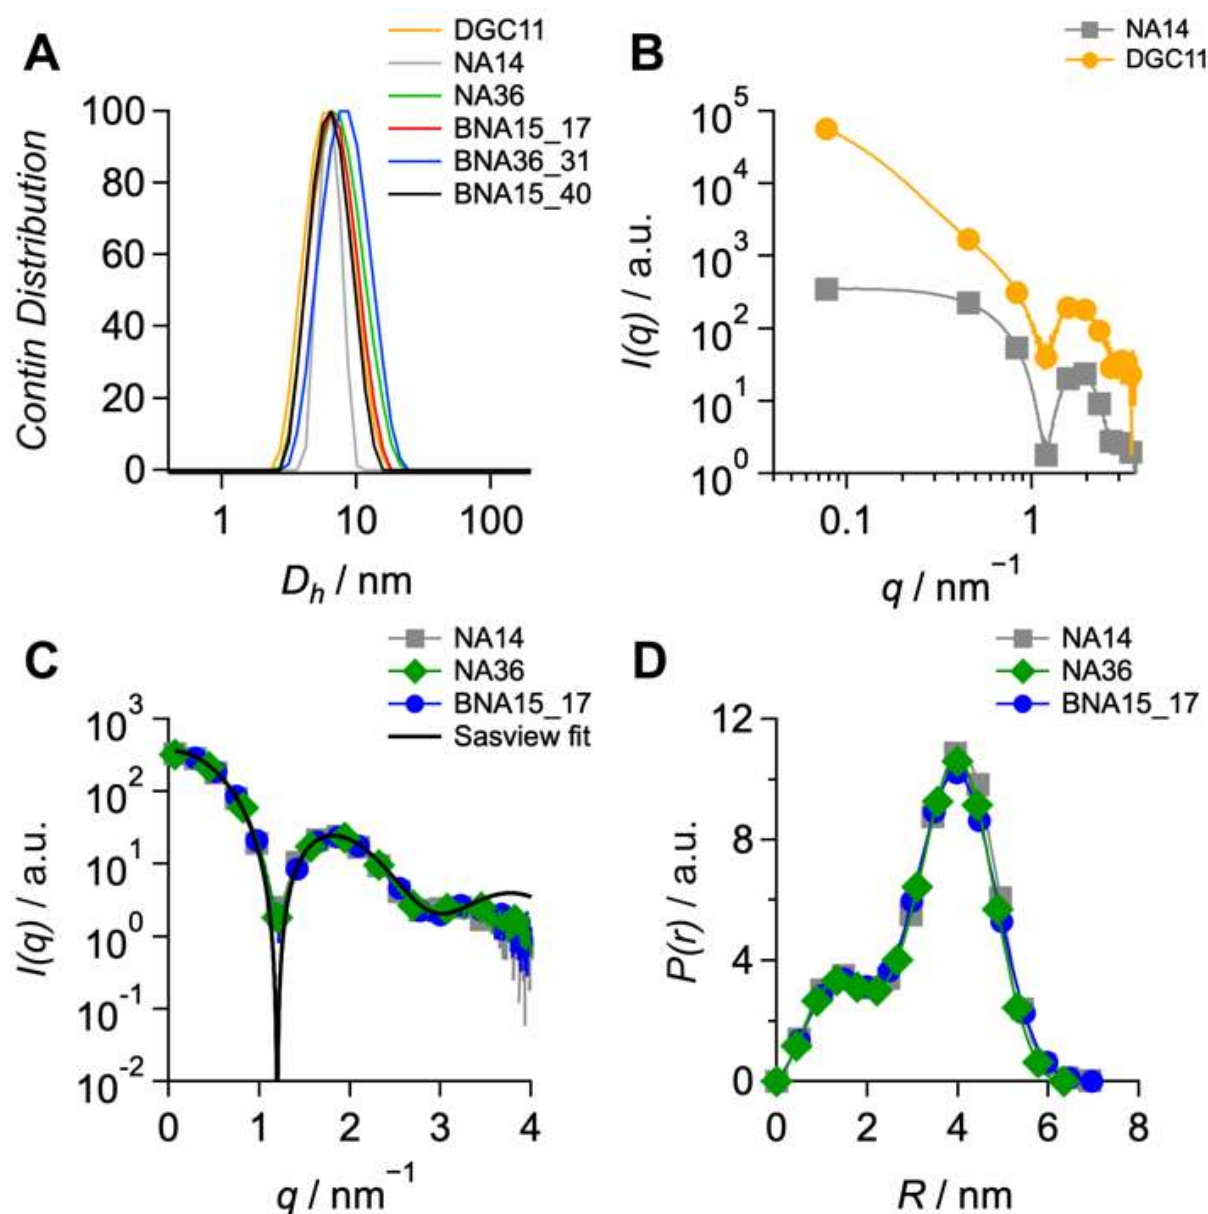 A
DGC11
NA14
NA36
BNA15_17
BNA36_31
BNA15_40
100
80
60
40
20
0
Contin Distribution
1 10 100
D_h / nm
B
NA14
DGC11
10^5
10^4
10^3
10^2
10^1
10^0
I(q) / a.u.
0.1 1
q / nm^−1
C
NA14
NA36
BNA15_17
Sasview fit
10^3
10^2
10^1
10^0
10^-1
10^-2
I(q) / a.u.
0 1 2 3 4
q / nm^−1
D
NA14
NA36
BNA15_17
12
8
4
0
P(r) / a.u.
0 2 4 6 8
R / nm